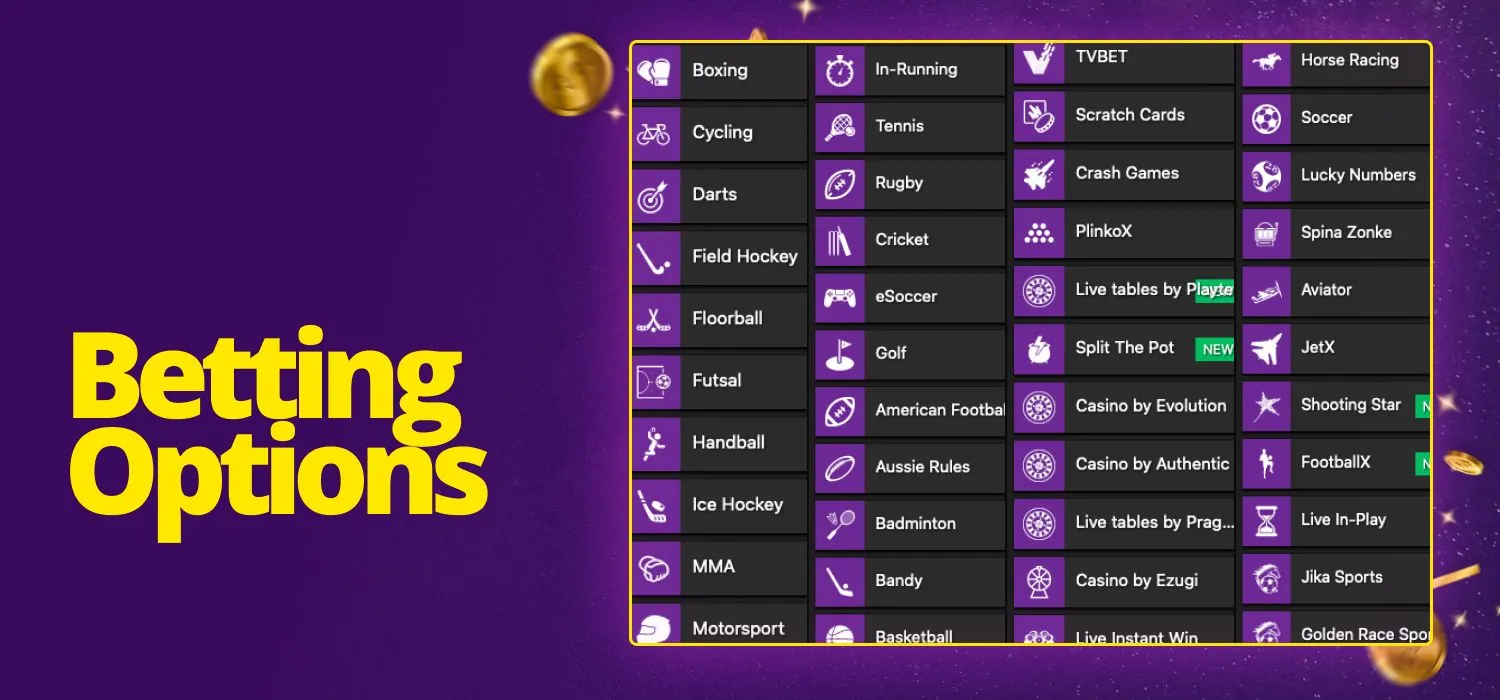 Betting
Options
Boxing
Cycling
Darts
Field Hockey
Floorball
Futsal
Handball
Ice Hockey
MMA
Motorsport
In-Running
Tennis
Rugby
Cricket
eSoccer
Golf
American Footbal
Aussie Rules
Badminton
Bandy
Basketball
TVBET
Scratch Cards
Crash Games
PlinkoX
Live tables by Playte
Split The Pot NEW
Casino by Evolution
Casino by Authentic
Live tables by Prag...
Casino by Ezugi
Live Instant Win
Horse Racing
Soccer
Lucky Numbers
Spina Zonke
Aviator
JetX
Shooting Star N
FootballX N
Live In-Play
Jika Sports
Golden Race Spo